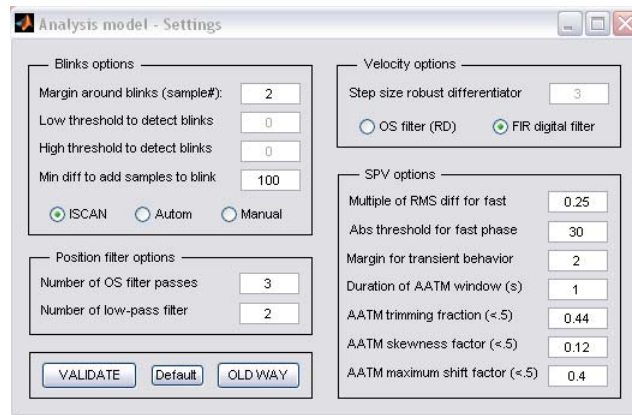 Analysis model - Settings
Blinks options
Margin around blinks (sample#): 2
Low threshold to detect blinks 0
High threshold to detect blinks 0
Min diff to add samples to blink 100
ISCAN Autom Manual
Position filter options
Number of OS filter passes 3
Number of low-pass filter 2
VALIDATE Default OLD WAY
Velocity options
Step size robust differentiator 3
OS filter (RD) FIR digital filter
SPV options
Multiple of RMS diff for fast 0.25
Abs threshold for fast phase 30
Margin for transient behavior 2
Duration of AATM window (s) 1
AATM trimming fraction (<.5) 0.44
AATM skewness factor (<.5) 0.12
AATM maximum shift factor (<.5) 0.4